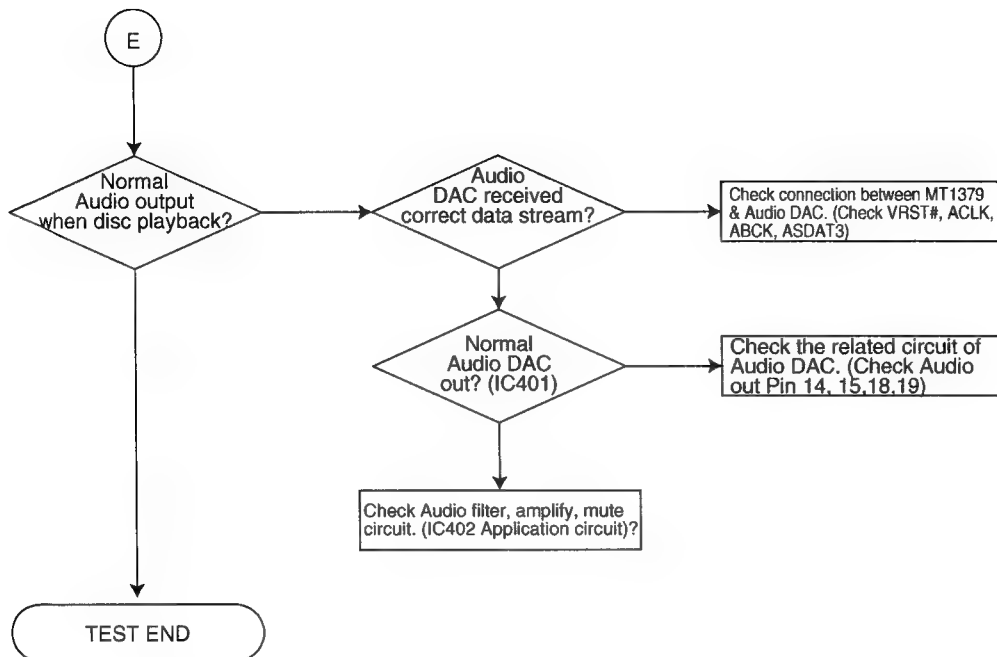 E
Normal
Audio output
when disc playback?
Audio
DAC received
correct data stream?
Check connection between MT1379
& Audio DAC. (Check VRST#, ACLK,
ABCK, ASDAT3)
Normal
Audio DAC
out? (IC401)
Check the related circuit of
Audio DAC. (Check Audio
out Pin 14, 15,18,19)
Check Audio filter, amplify, mute
circuit. (IC402 Application circuit)?
TEST END